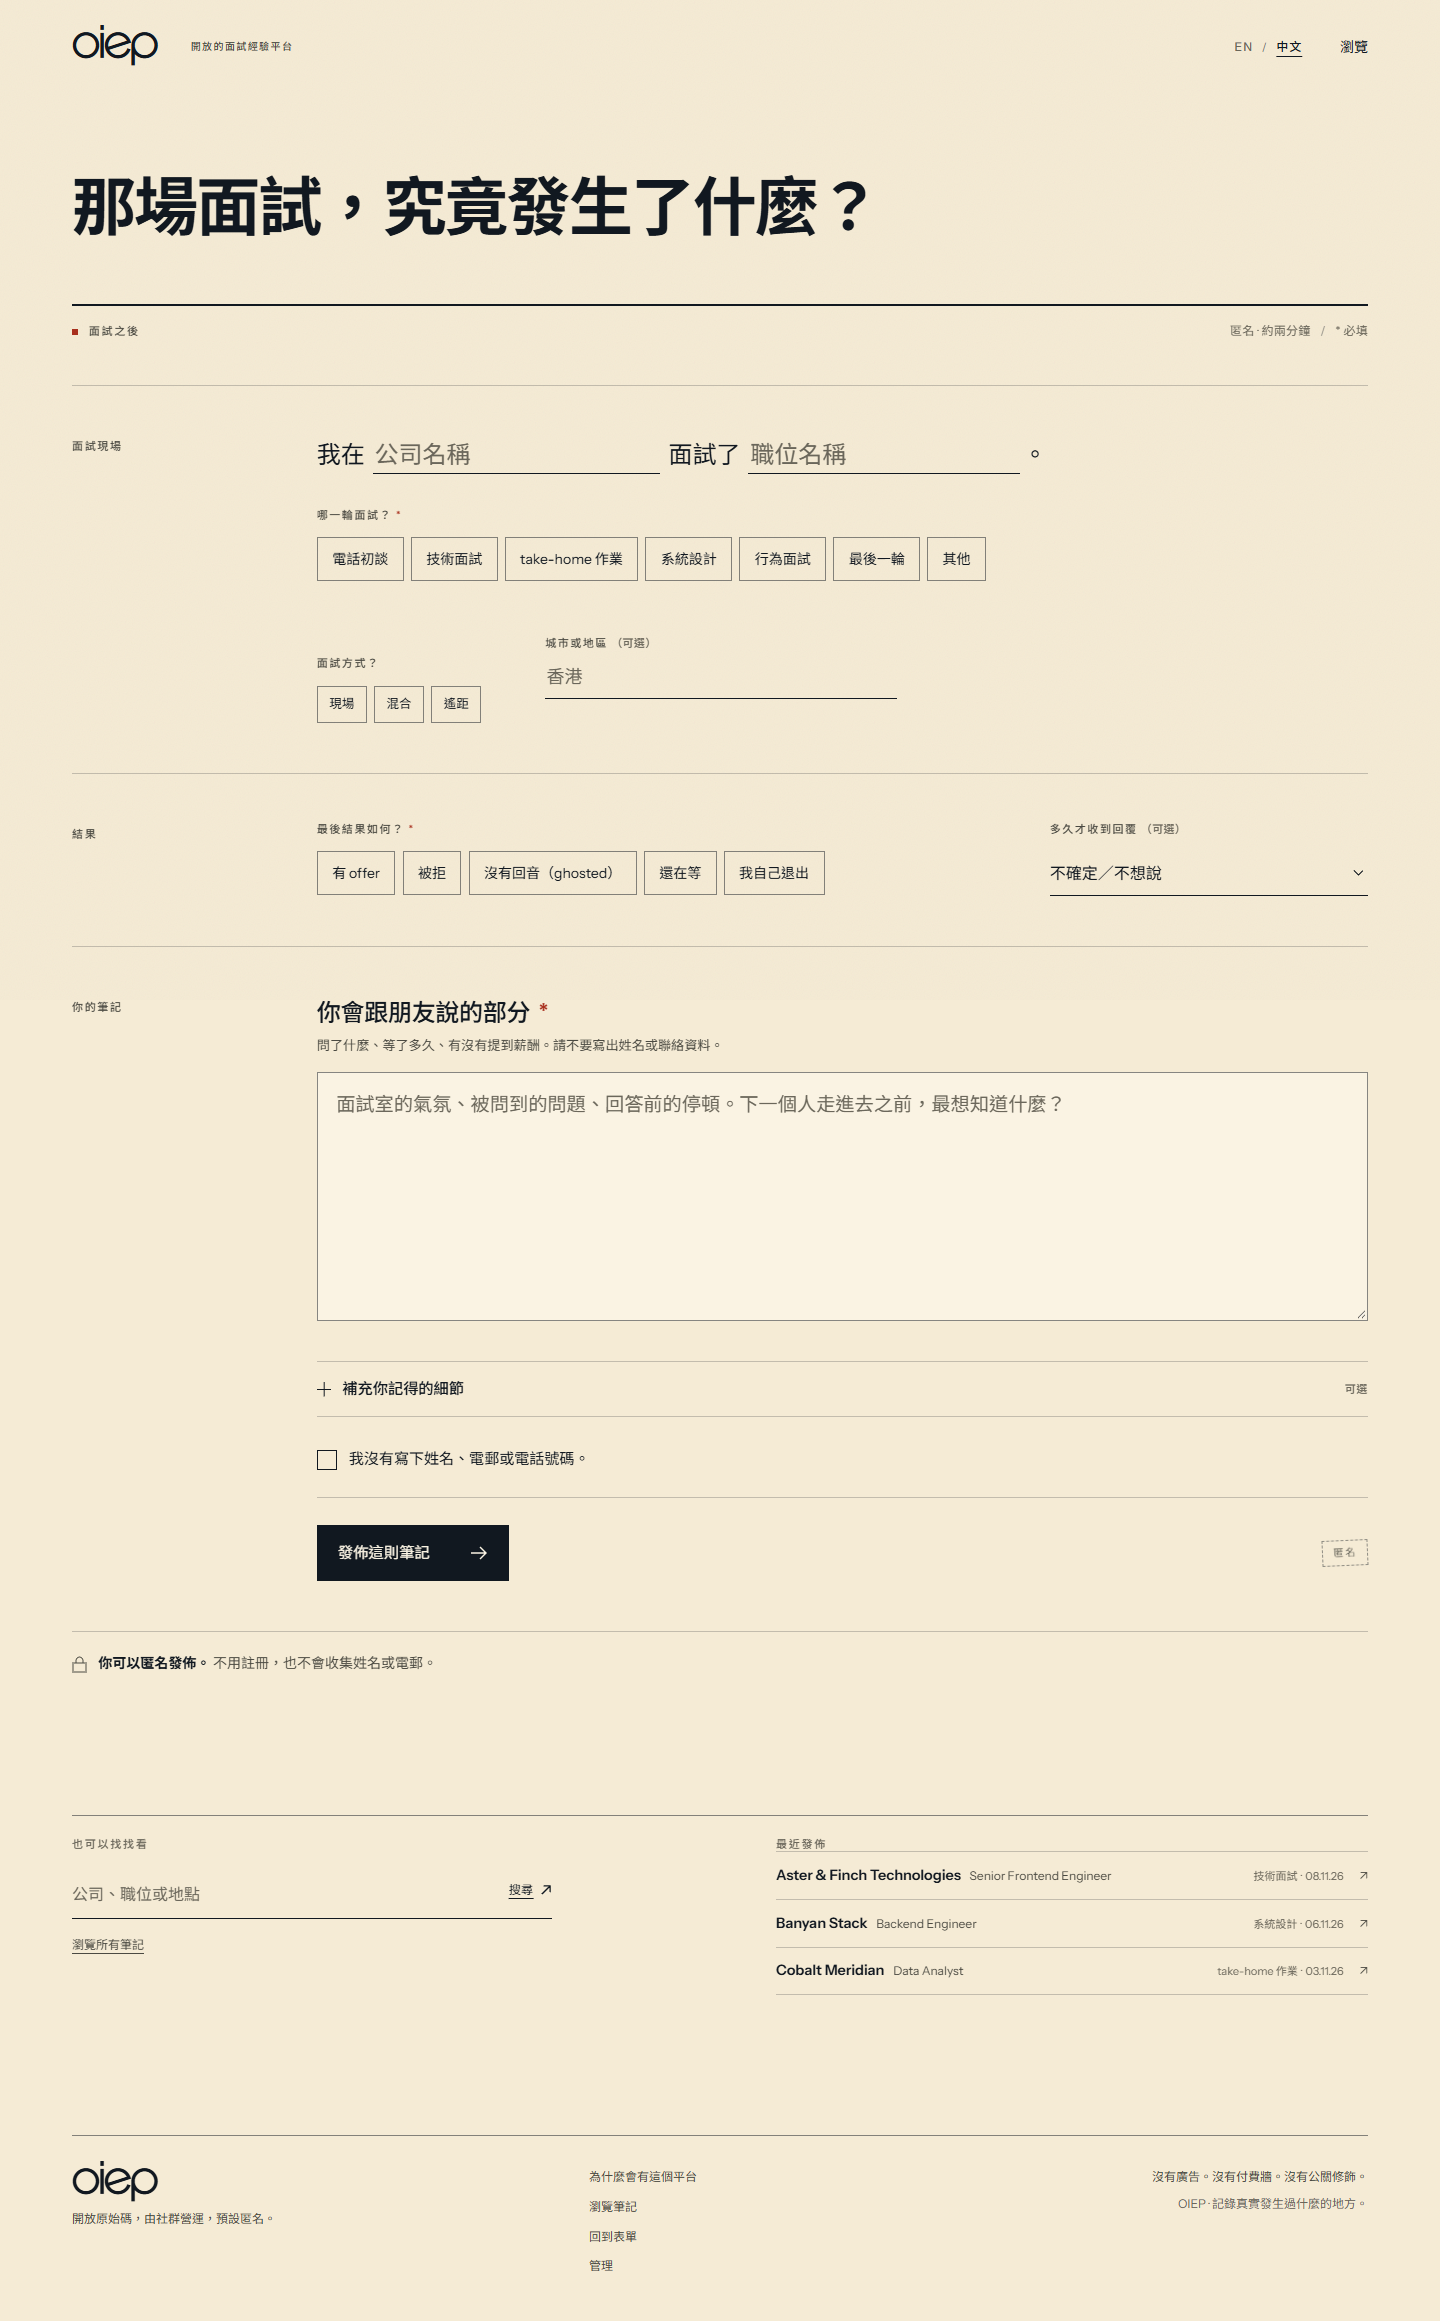 oiep 開放的面試經驗平台 EN / 中文 瀏覽
那場面試，究竟發生了什麼？
面試之後 匿名 · 約兩分鐘 / * 必填
面試現場
我在 公司名稱 面試了 職位名稱 。
哪一輪面試？ *
電話初談 技術面試 take-home 作業 系統設計 行為面試 最後一輪 其他
城市或地區 （可選）
面試方式？
香港
現場 混合 遙距
結果
最後結果如何？ * 多久才收到回覆 （可選）
有 offer 被拒 沒有回音（ghosted） 還在等 我自己退出 不確定／不想說
你的筆記
你會跟朋友說的部分 *
問了什麼、等了多久、有沒有提到薪酬。請不要寫出姓名或聯絡資料。
面試室的氣氛、被問到的問題、回答前的停頓。下一個人走進去之前，最想知道什麼？
補充你記得的細節 可選
我沒有寫下姓名、電郵或電話號碼。
發佈這則筆記 → 匿名
你可以匿名發佈。 不用註冊，也不會收集姓名或電郵。
也可以找找看
公司、職位或地點 搜尋
瀏覽所有筆記
最近發佈
Aster & Finch Technologies Senior Frontend Engineer 技術面試 · 08.11.26
Banyan Stack Backend Engineer 系統設計 · 06.11.26
Cobalt Meridian Data Analyst take-home 作業 · 03.11.26
oiep
開放原始碼，由社群營運，預設匿名。
為什麼會有這個平台
瀏覽筆記
回到表單
管理
沒有廣告。沒有付費牆。沒有公關修飾。
OIEP · 記錄真實發生過什麼的地方。